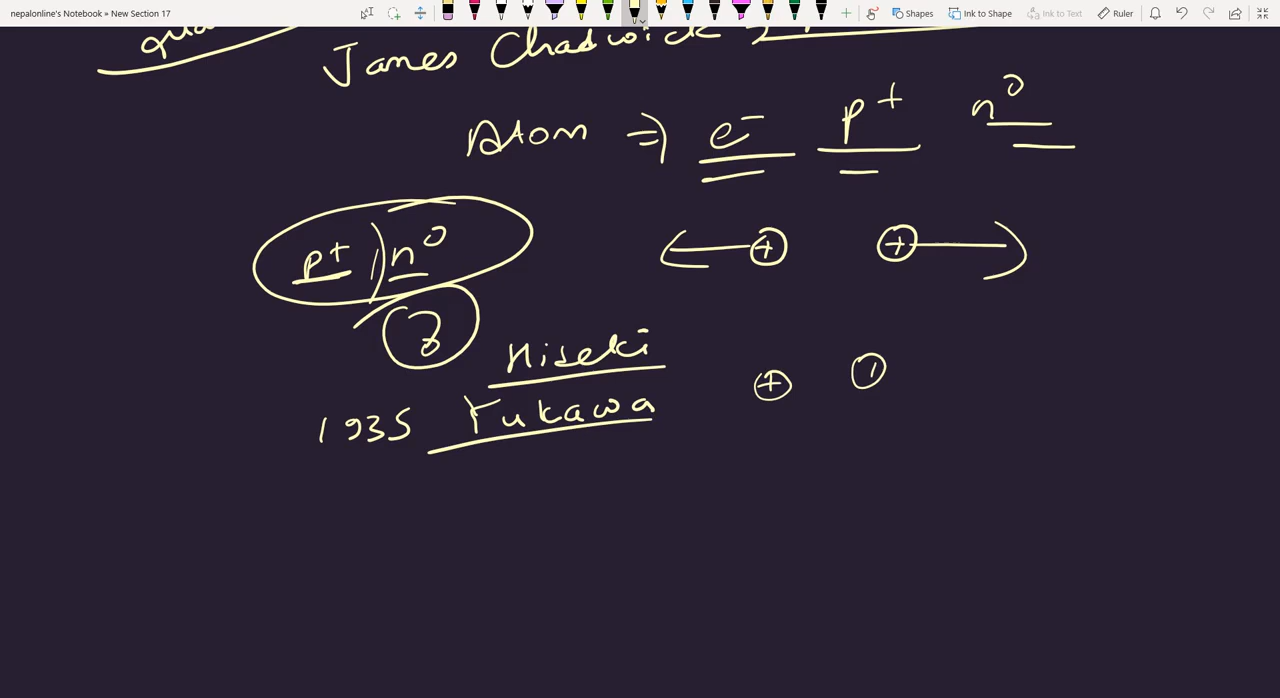 nepalonline's Notebook » New Section 17
Shapes Ink to Shape Ink to Text Ruler
James Chadwick
Atom ⇒ e⁻ p⁺ n⁰
p⁺ n⁰
+ +
?
Hiseki
1935 Yukawa
+